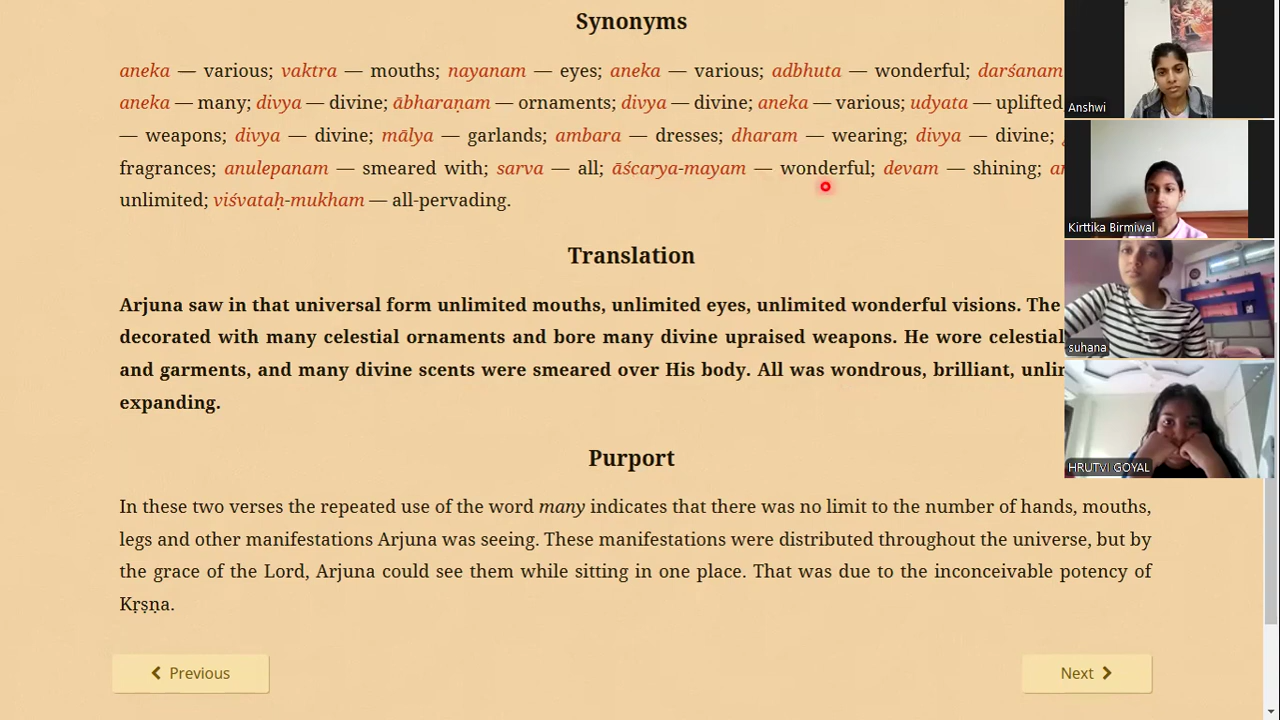 Synonyms
aneka — various; vaktra — mouths; nayanam — eyes; aneka — various; adbhuta — wonderful; darśanam
aneka — many; divya — divine; ābharaṇam — ornaments; divya — divine; aneka — various; udyata — uplifted
— weapons; divya — divine; mālya — garlands; ambara — dresses; dharam — wearing; divya — divine;
fragrances; anulepanam — smeared with; sarva — all; āścarya-mayam — wonderful; devam — shining;
unlimited; viśvataḥ-mukham — all-pervading.
Translation
Arjuna saw in that universal form unlimited mouths, unlimited eyes, unlimited wonderful visions. The
decorated with many celestial ornaments and bore many divine upraised weapons. He wore celestial
and garments, and many divine scents were smeared over His body. All was wondrous, brilliant,
expanding.
Purport
In these two verses the repeated use of the word many indicates that there was no limit to the number of hands, mouths,
legs and other manifestations Arjuna was seeing. These manifestations were distributed throughout the universe, but by
the grace of the Lord, Arjuna could see them while sitting in one place. That was due to the inconceivable potency of
Kṛṣṇa.
Previous
Next
Anshwi
Kirttika Birmiwal
suhana
HRUTVI GOYAL